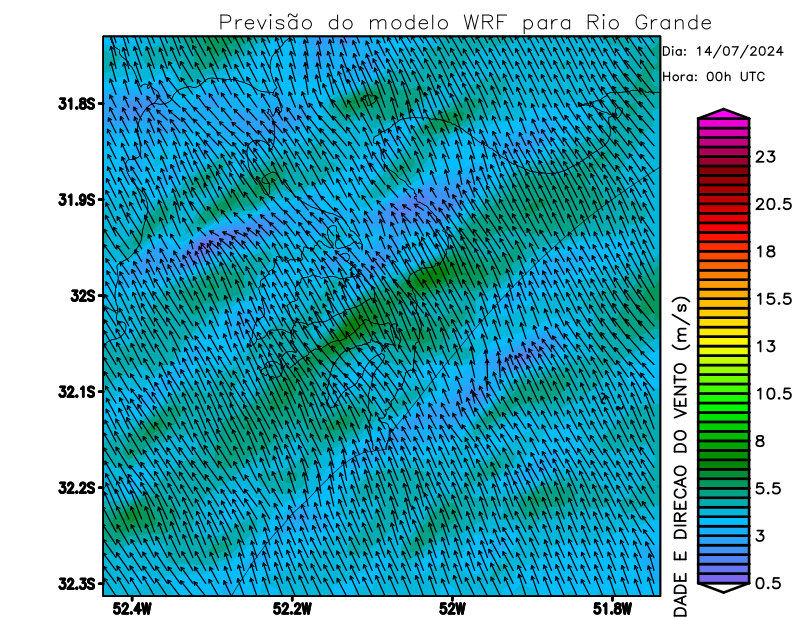 Previsão do modelo WRF para Rio Grande
Dia: 14/07/2024
Hora: 00h UTC
31.8S
31.9S
32S
32.1S
32.2S
32.3S
52.4W
52.2W
52W
51.8W
DADE E DIRECAO DO VENTO (m/s)
23
20.5
18
15.5
13
10.5
8
5.5
3
0.5